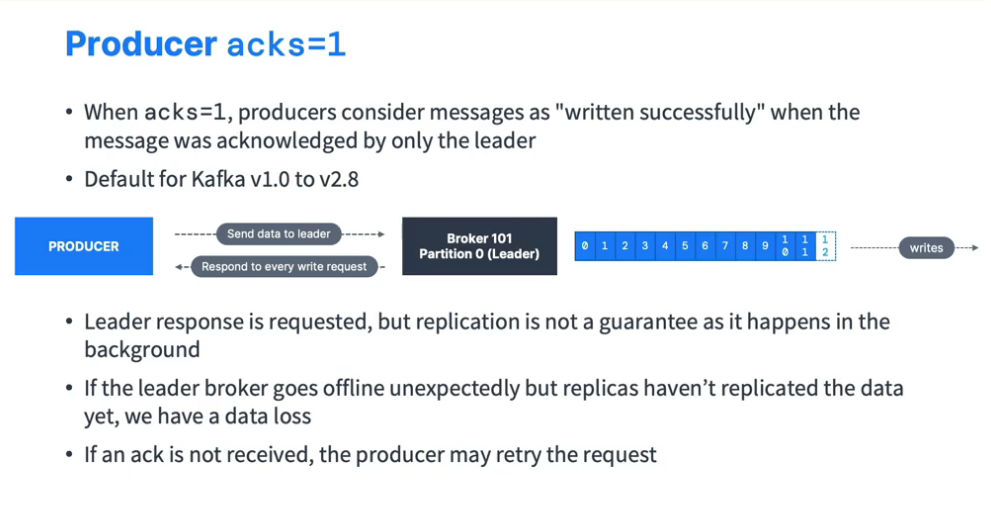 Producer acks=1
• When acks=1, producers consider messages as "written successfully" when the
message was acknowledged by only the leader
• Default for Kafka v1.0 to v2.8
PRODUCER
Send data to leader
Respond to every write request
Broker 101
Partition 0 (Leader)
0 1 2 3 4 5 6 7 8 9 10 11 12
writes
• Leader response is requested, but replication is not a guarantee as it happens in the
background
• If the leader broker goes offline unexpectedly but replicas haven’t replicated the data
yet, we have a data loss
• If an ack is not received, the producer may retry the request